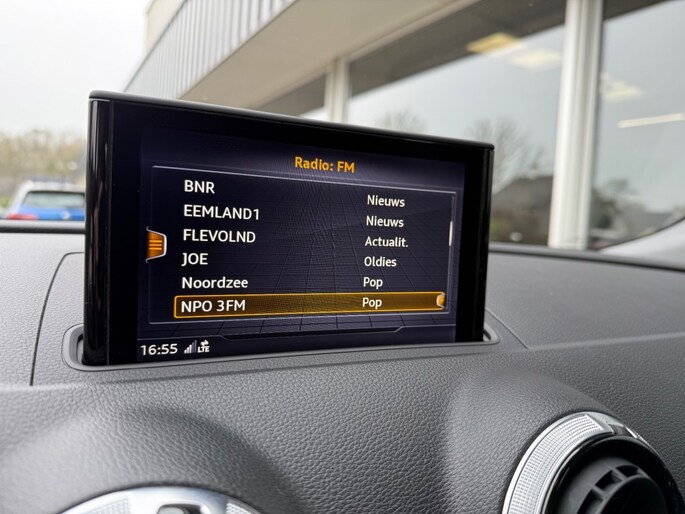 Radio: FM
BNR Nieuws
EEMLAND1 Nieuws
FLEVOLND Actualit.
JOE Oldies
Noordzee Pop
NPO 3FM Pop
16:55 LTE